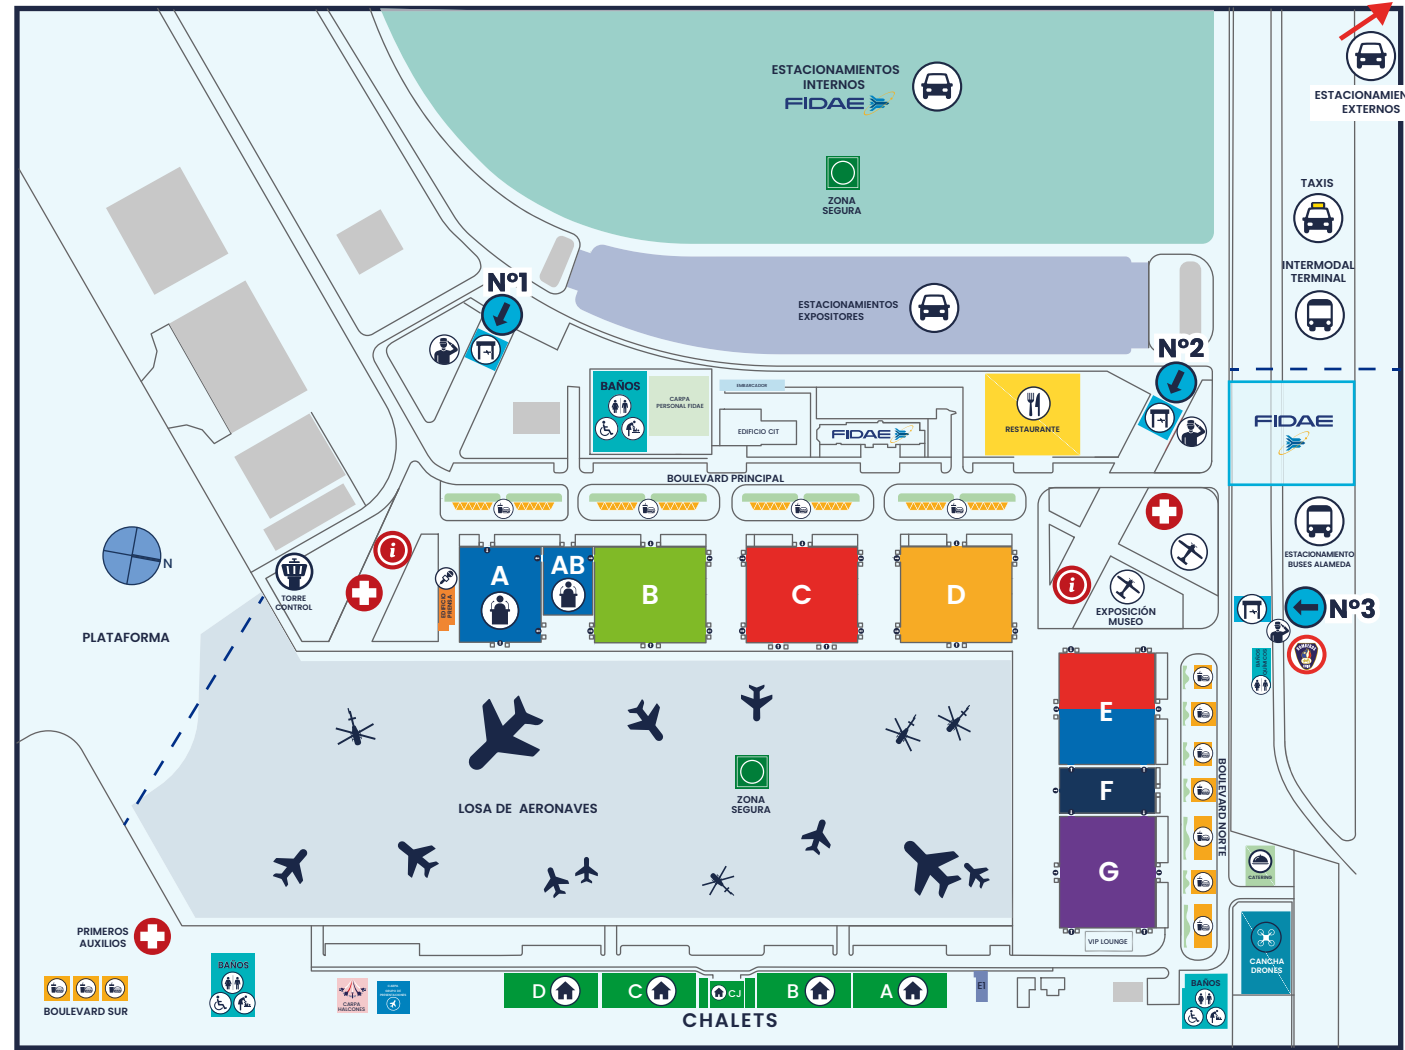 ESTACIONAMIENTOS
INTERNOS
FIDAE
ZONA
SEGURA
ESTACIONAMIEN
EXTERNOS
TAXIS
INTERMODAL
TERMINAL
Nº1
ESTACIONAMIENTOS
EXPOSITORES
Nº2
BAÑOS
CARPA
PERSONAL FIDAE
EMBARCADOR
EDIFICIO CIT
FIDAE
RESTAURANTE
FIDAE
BOULEVARD PRINCIPAL
ESTACIONAMIENTO
BUSES ALAMEDA
N
TORRE
CONTROL
i
EDIFICIO
PRENSA
A
AB
B
C
D
i
EXPOSICIÓN
MUSEO
Nº3
PLATAFORMA
E
F
G
BOULEVARD NORTE
LOSA DE AERONAVES
ZONA
SEGURA
CATERING
VIP LOUNGE
CANCHA
DRONES
PRIMEROS
AUXILIOS
BOULEVARD SUR
BAÑOS
CARPA
HALCONES
D
C
CJ
B
A
E1
BAÑOS
CHALETS